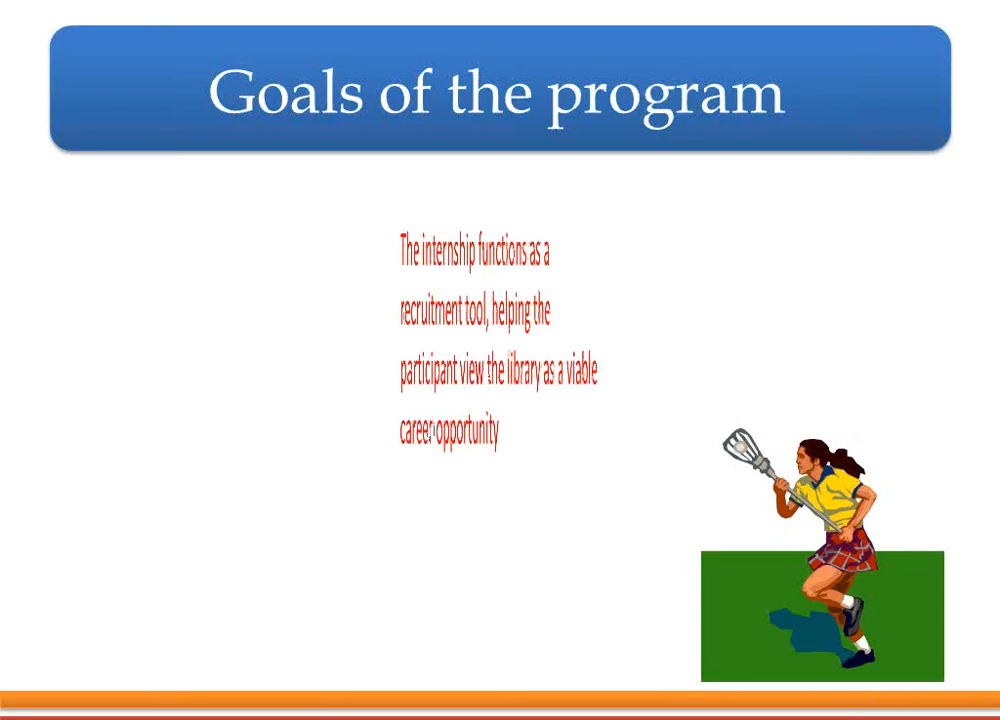 Goals of the program
The internship functions as a
recruitment tool, helping the
participant view the library as a viable
career opportunity